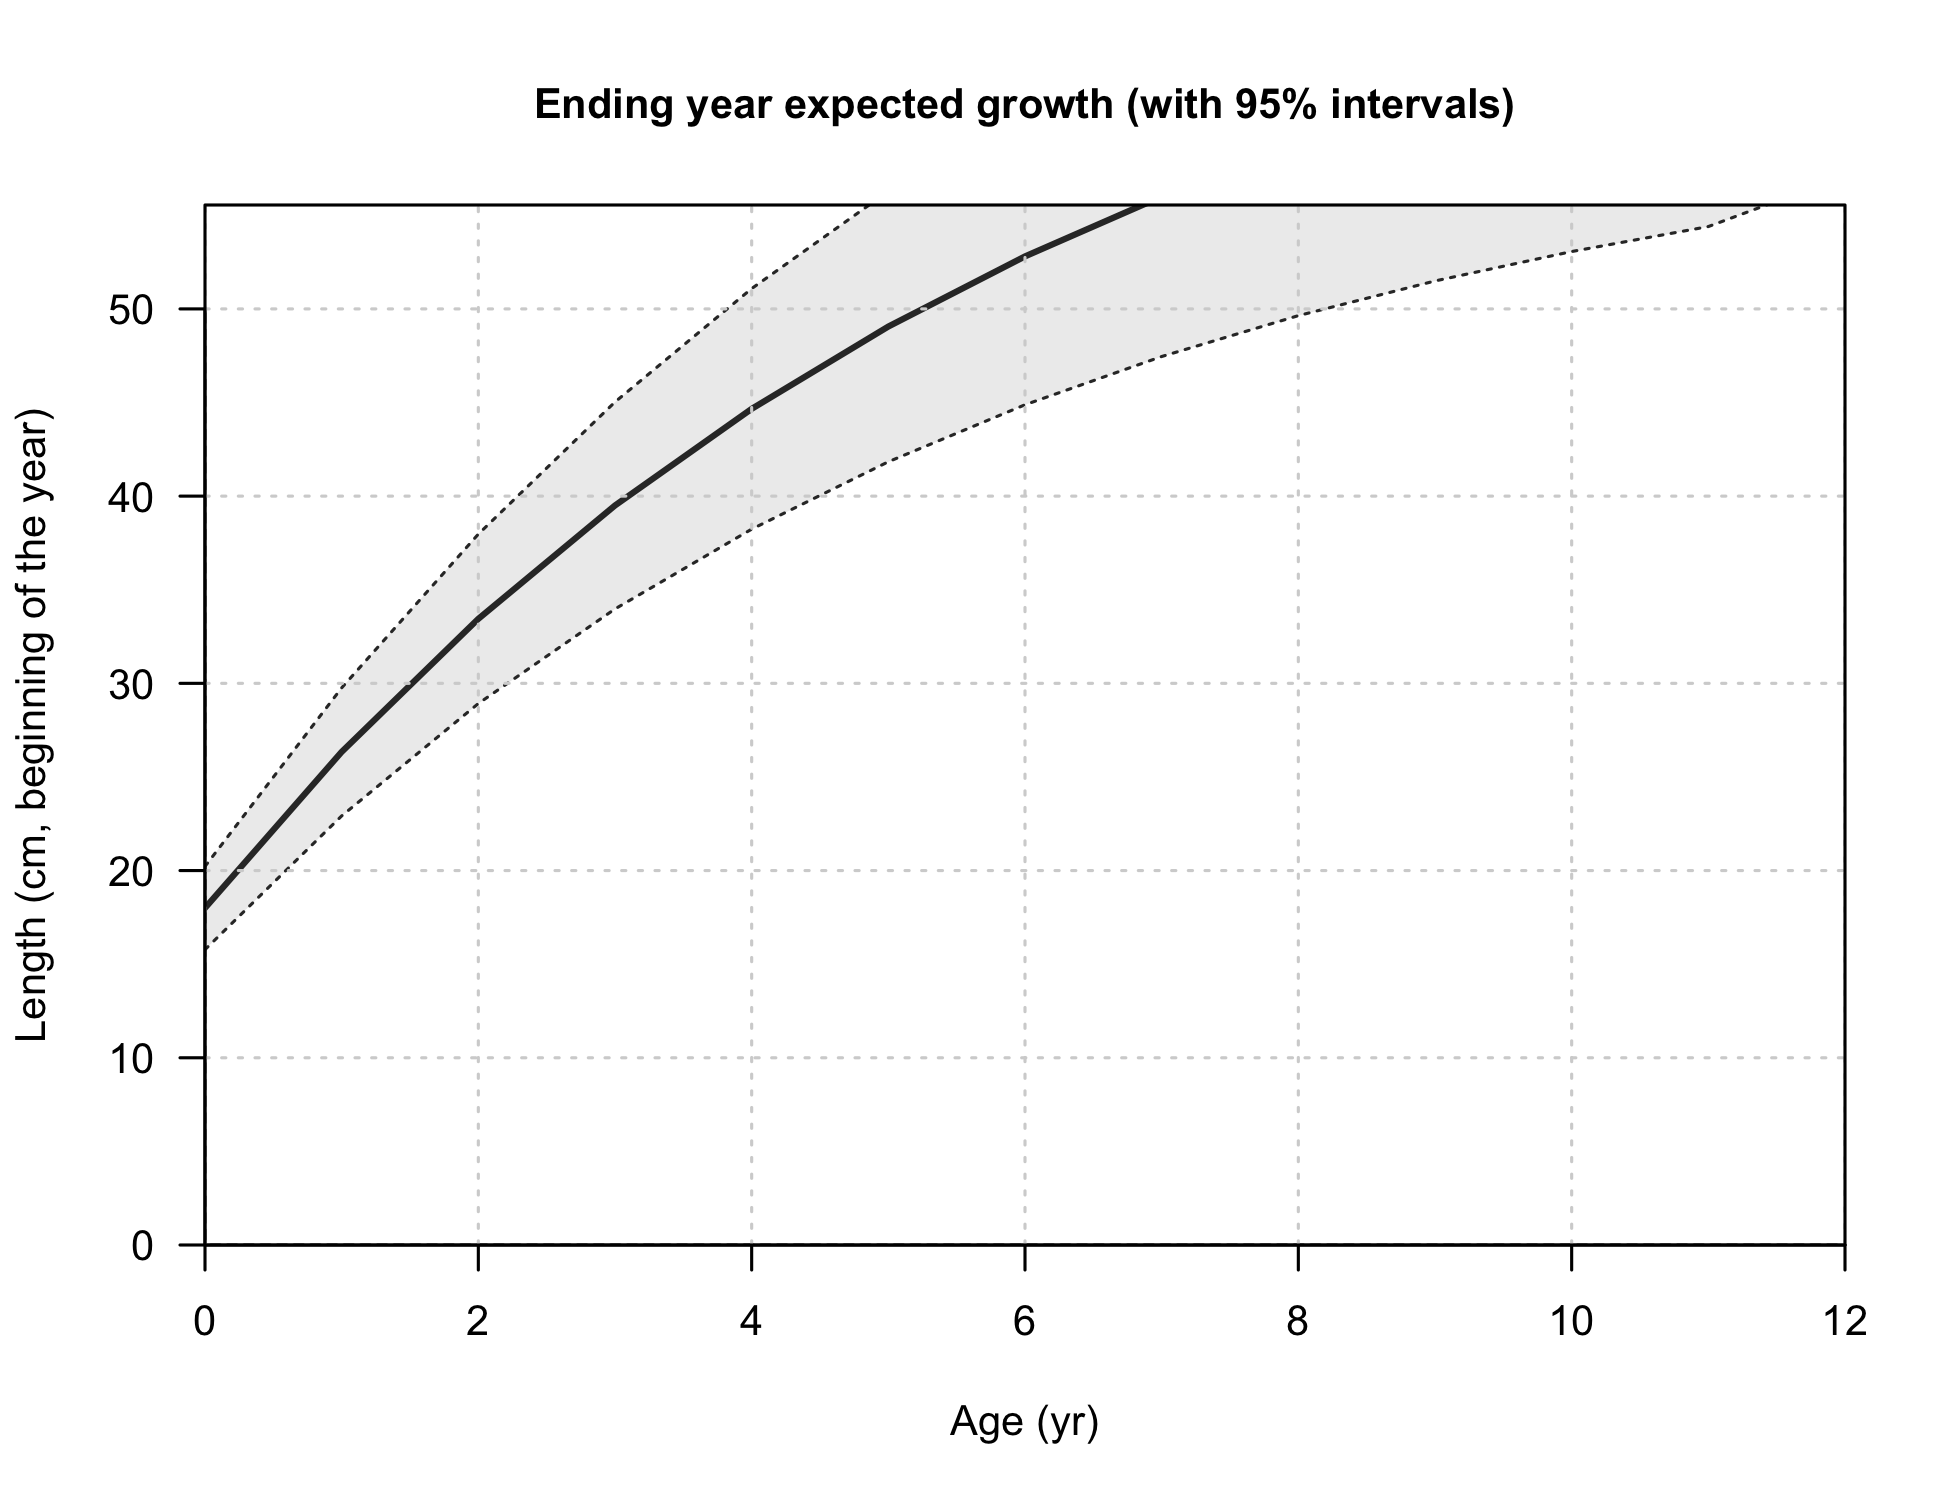 Ending year expected growth (with 95% intervals)
Length (cm, beginning of the year)
50
40
30
20
10
0
0 2 4 6 8 10 12
Age (yr)